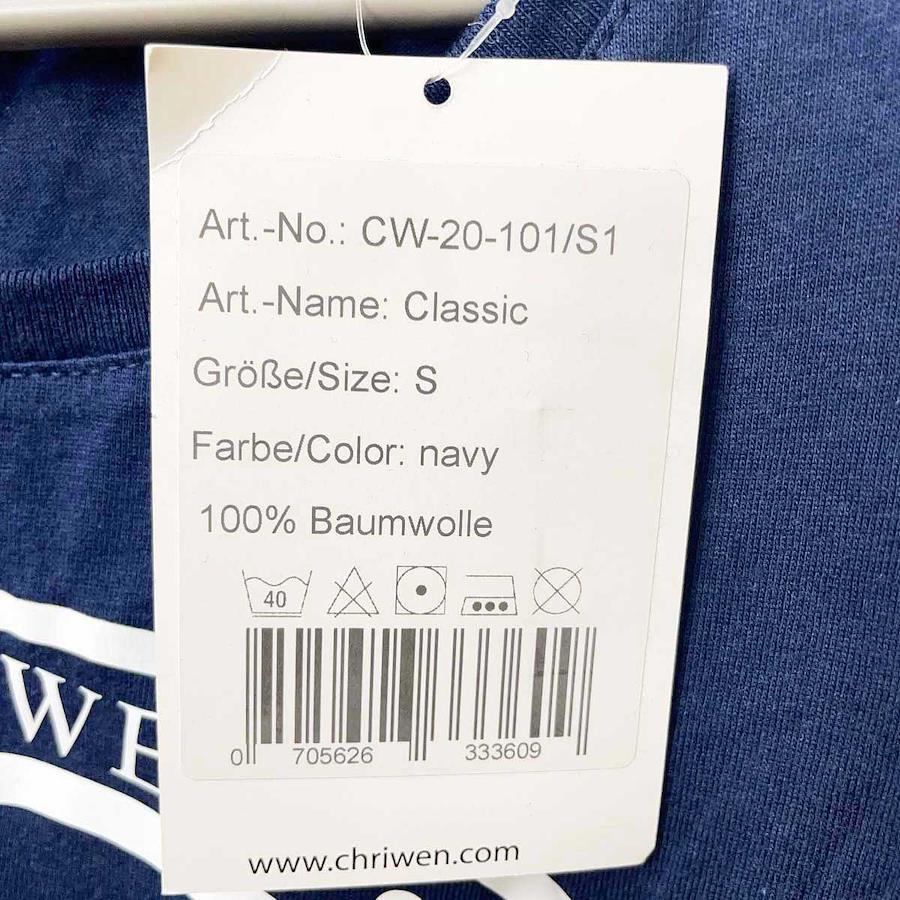 Art.-No.: CW-20-101/S1
Art.-Name: Classic
Größe/Size: S
Farbe/Color: navy
100% Baumwolle
40
0 705626 333609
www.chriwen.com
WE